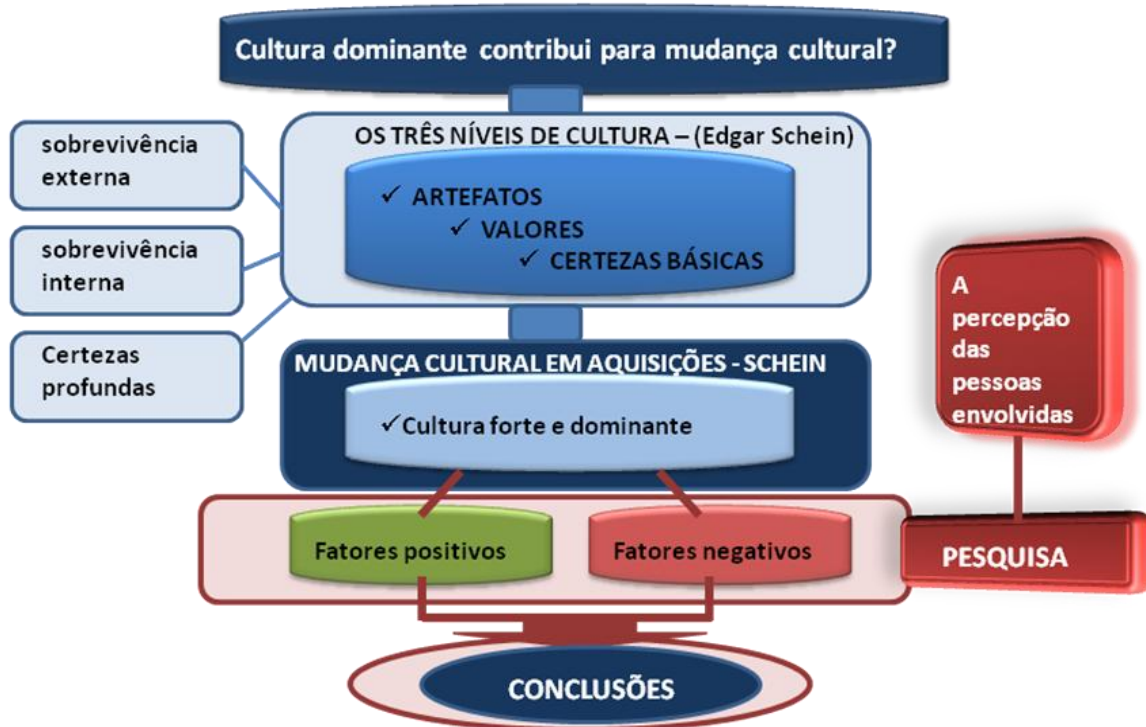 Cultura dominante contribui para mudança cultural?
OS TRÊS NÍVEIS DE CULTURA – (Edgar Schein)
✓ ARTEFATOS
✓ VALORES
✓ CERTEZAS BÁSICAS
sobrevivência
externa
sobrevivência
interna
Certezas
profundas
MUDANÇA CULTURAL EM AQUISIÇÕES - SCHEIN
✓Cultura forte e dominante
A
percepção
das
pessoas
envolvidas
Fatores positivos
Fatores negativos
PESQUISA
CONCLUSÕES